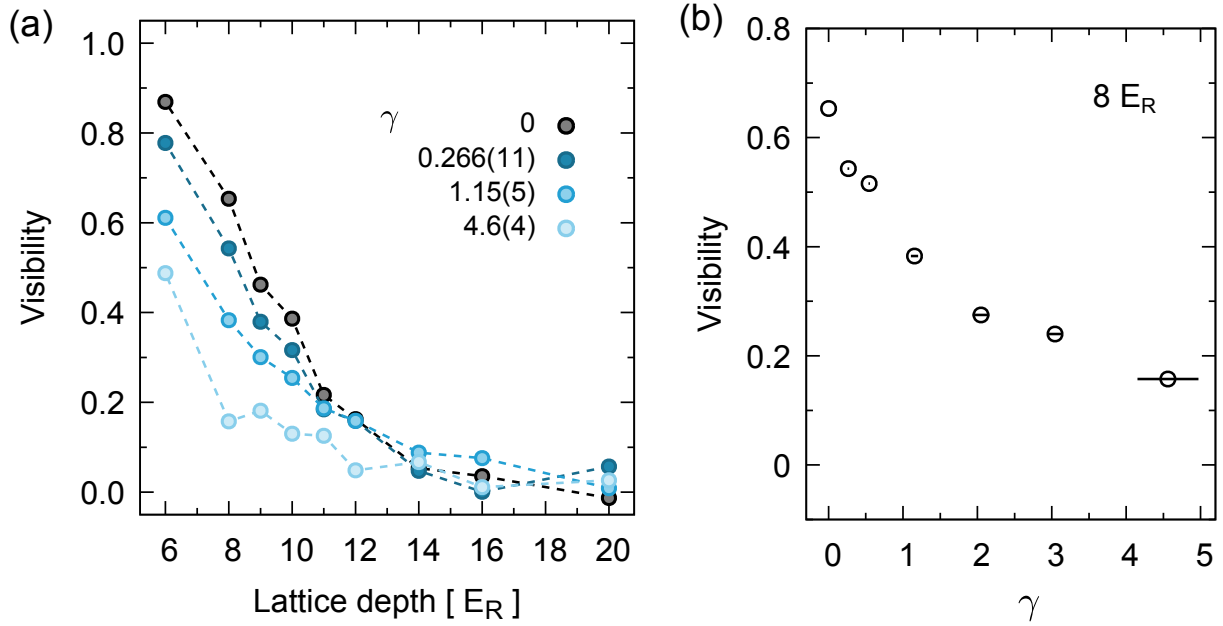 (a)
1.0
0.8
0.6
0.4
0.2
0.0
Visibility
γ
0
0.266(11)
1.15(5)
4.6(4)
6 8 10 12 14 16 18 20
Lattice depth [ E_R ]
(b)
0.8
0.6
0.4
0.2
0
Visibility
8 E_R
0 1 2 3 4 5
γ